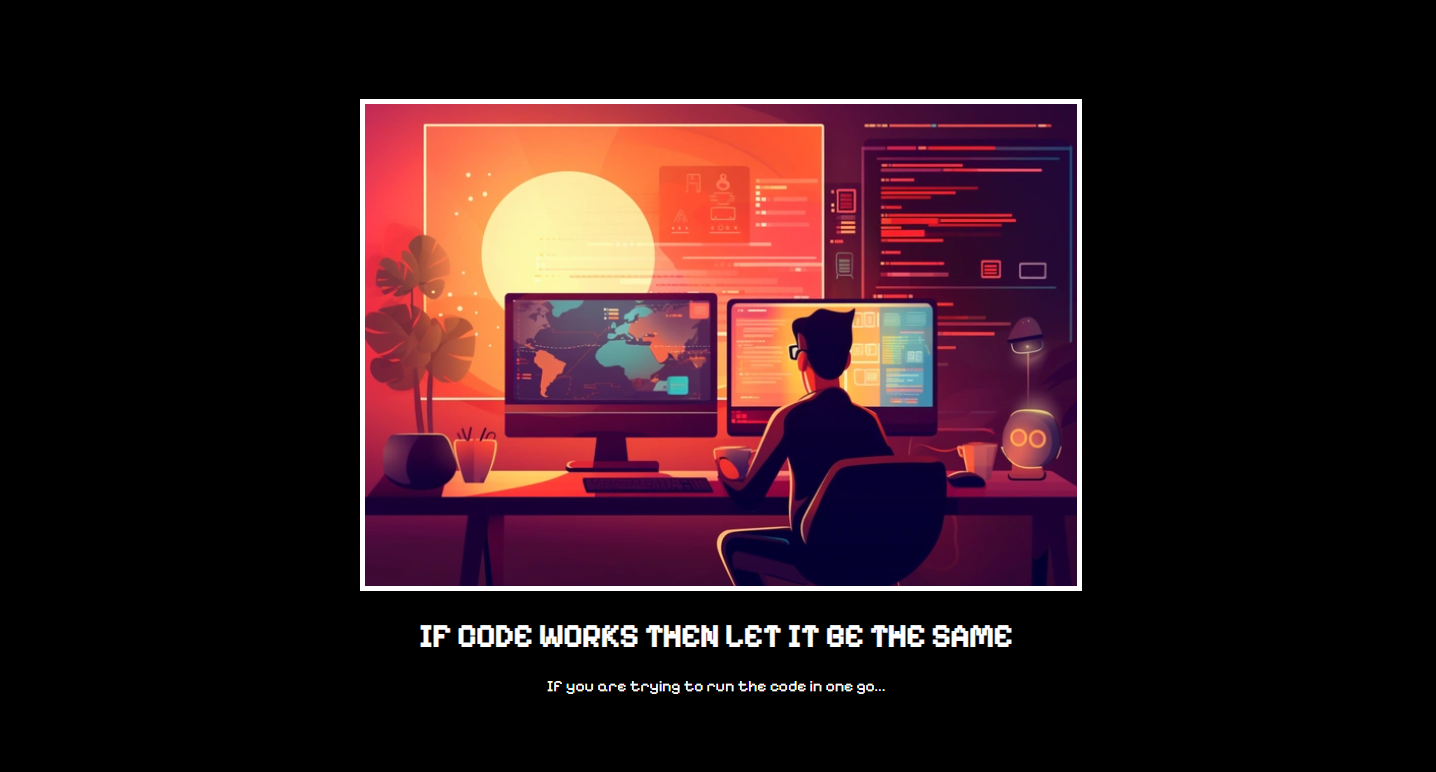 IF CODE WORKS THEN LET IT BE THE SAME
If you are trying to run the code in one go...